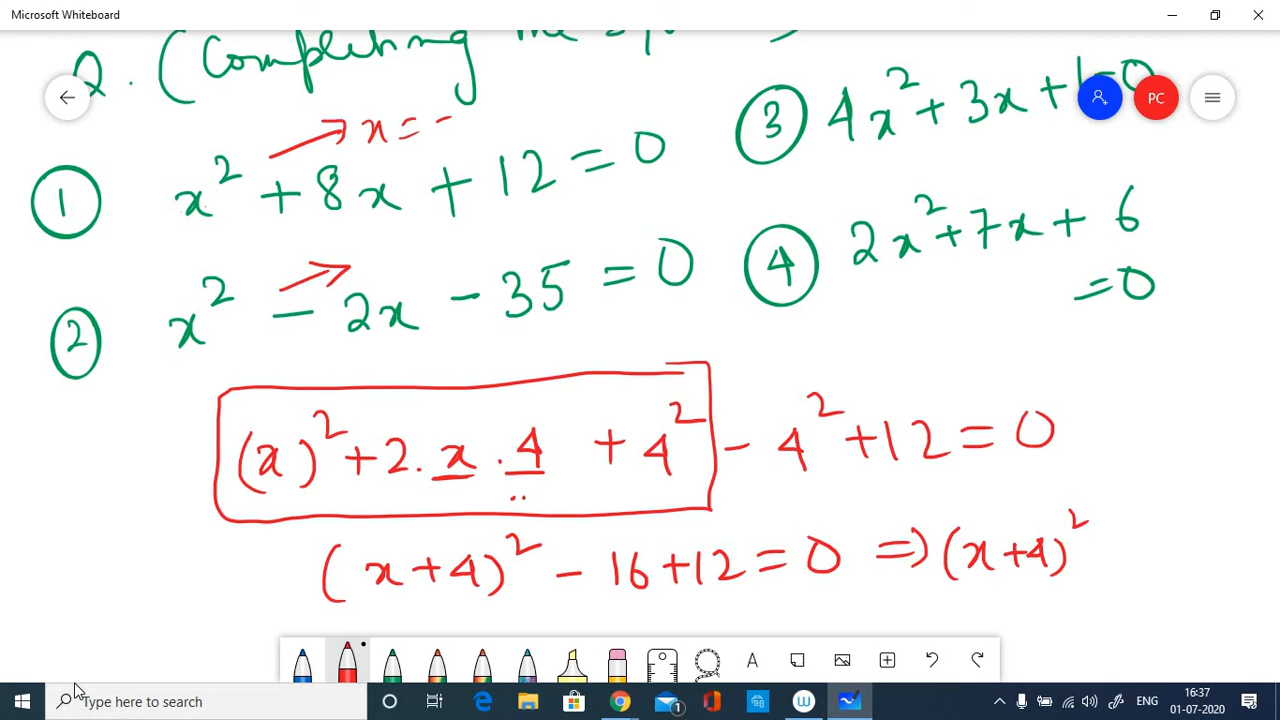 Microsoft Whiteboard
Q. (Completing the
x =
① x² + 8x + 12 = 0
② x² − 2x − 35 = 0
③ 4x² + 3x +
PC
④ 2x² + 7x + 6
= 0
(x)² + 2. x . 4 + 4² − 4² + 12 = 0
(x+4)² − 16 + 12 = 0 ⇒ (x+4)²
A
Type here to search
1
W
ENG
16:37
01-07-2020